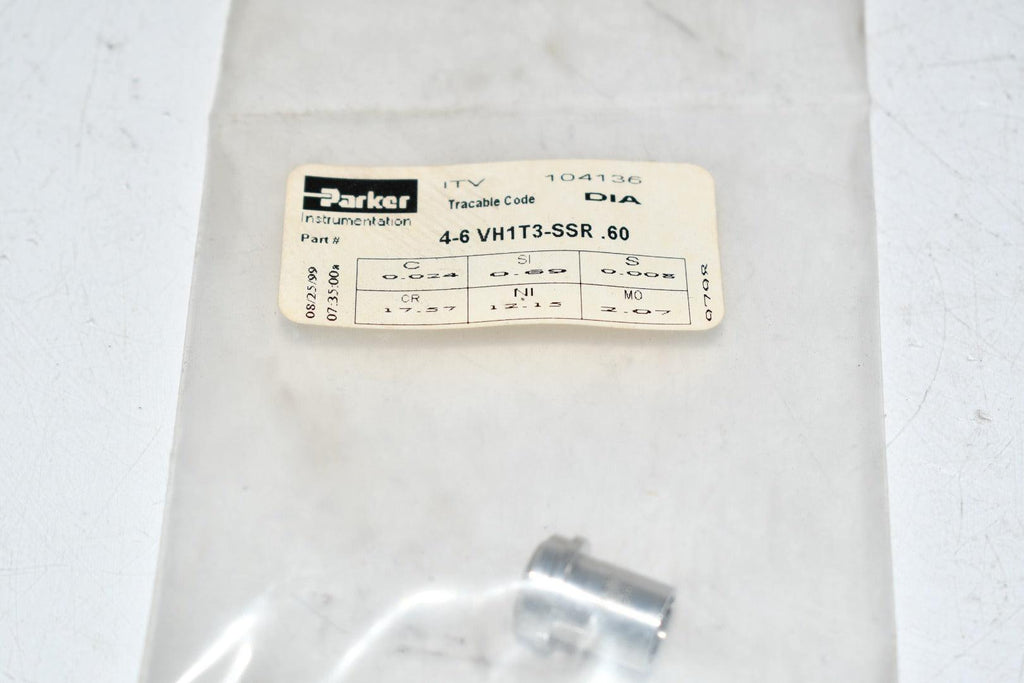 Parker
Instrumentation
ITV 104136
Tracable Code DIA
Part # 4-6 VH1T3-SSR .60
C SI S
0.024 0.69 0.008
CR NI MO
17.57 12.15 2.07
08/25/99
07:35:00a
0798